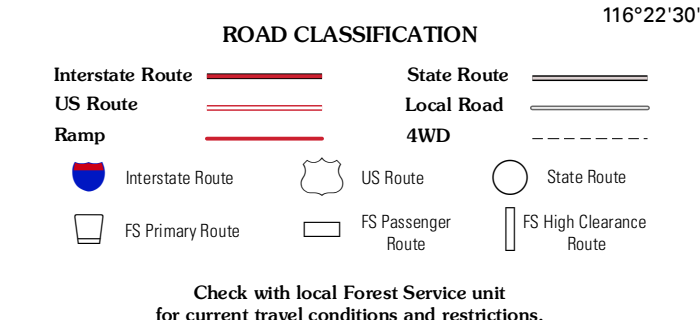 116°22'30"
ROAD CLASSIFICATION
Interstate Route
State Route
US Route
Local Road
Ramp
4WD
Interstate Route
US Route
State Route
FS Primary Route
FS Passenger
Route
FS High Clearance
Route
Check with local Forest Service unit
for current travel conditions and restrictions.